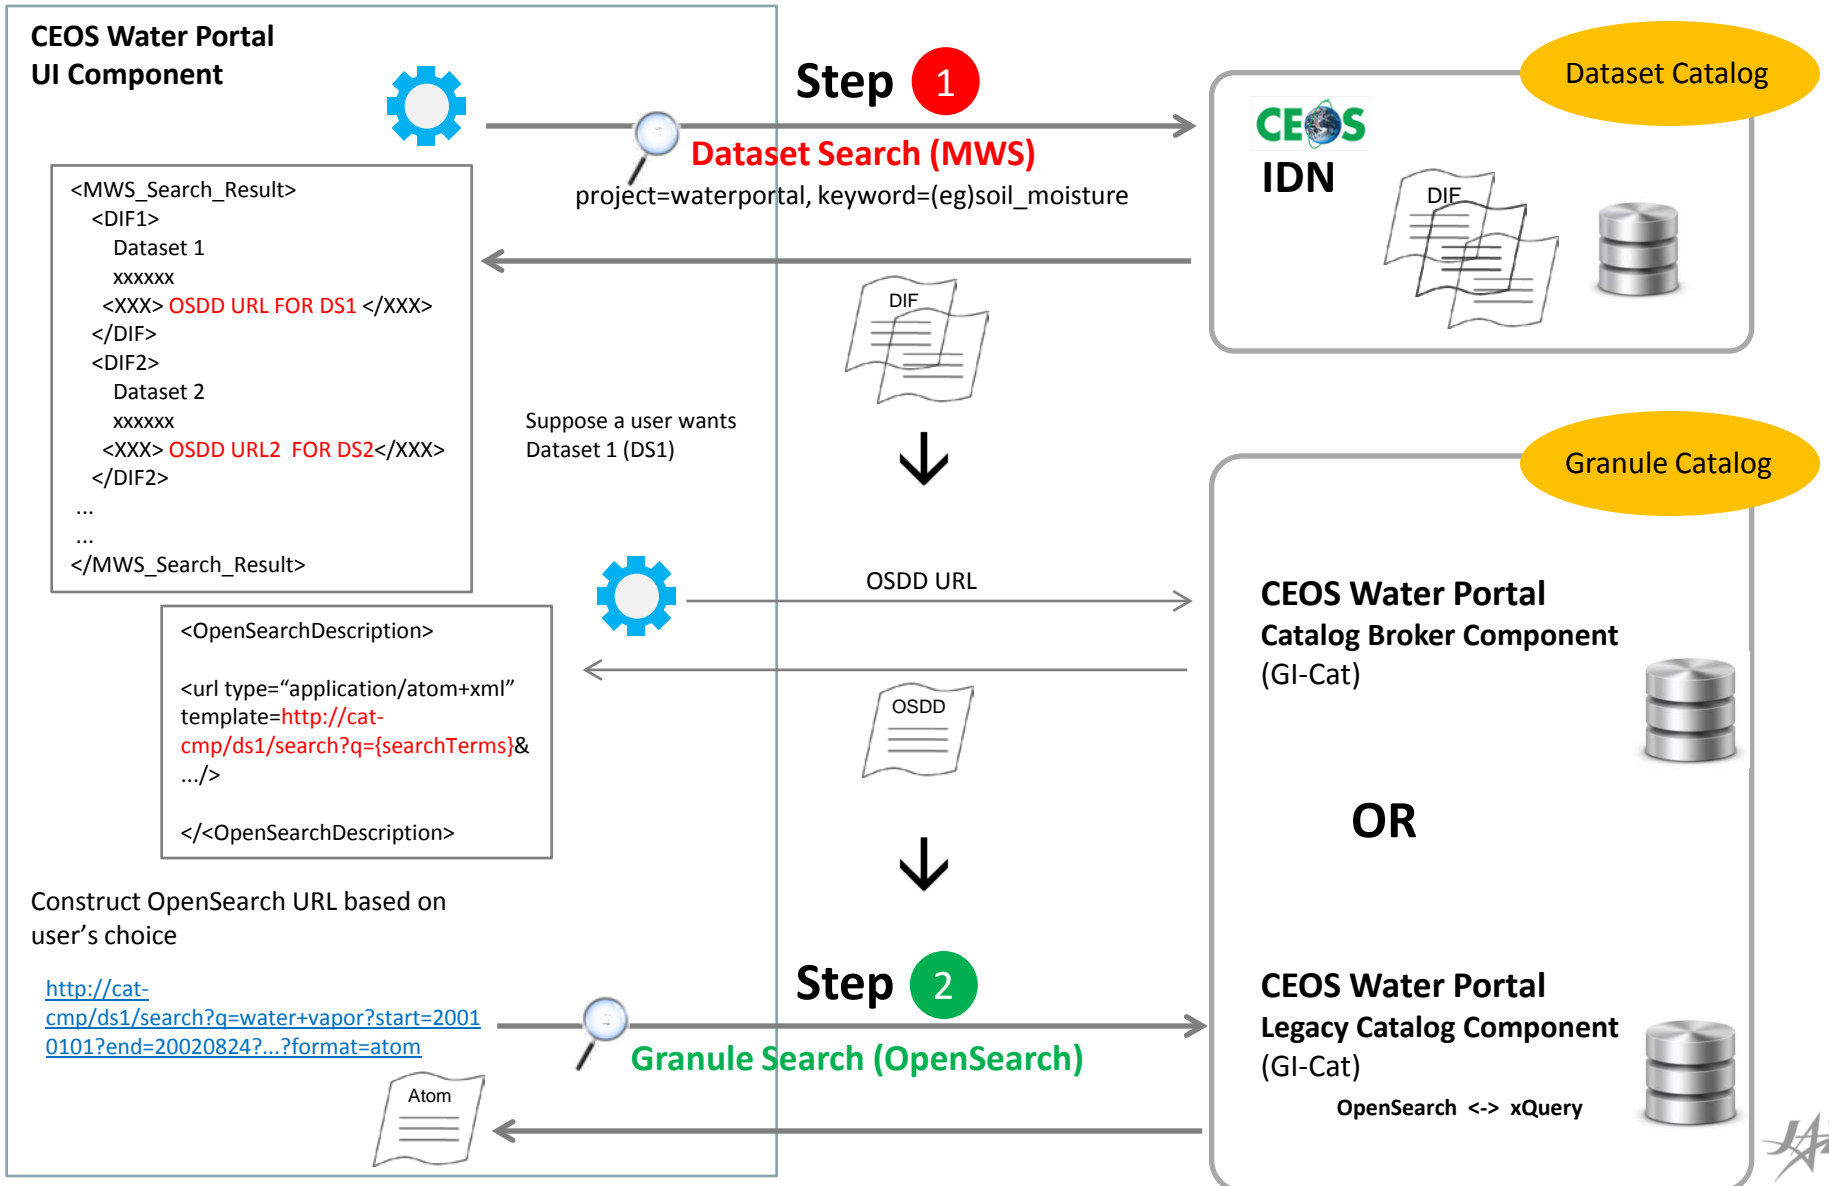 CEOS Water Portal
UI Component
Step 1
Dataset Search (MWS)
project=waterportal, keyword=(eg)soil_moisture
Dataset Catalog
CEOS
IDN
DIF
<MWS_Search_Result>
<DIF1>
Dataset 1
xxxxxx
<XXX> OSDD URL FOR DS1 </XXX>
</DIF>
<DIF2>
Dataset 2
xxxxxx
<XXX> OSDD URL2  FOR DS2</XXX>
</DIF2>
...
...
</MWS_Search_Result>
DIF
Suppose a user wants
Dataset 1 (DS1)
Granule Catalog
OSDD URL
<OpenSearchDescription>
<url type=“application/atom+xml”
template=http://cat-
cmp/ds1/search?q={searchTerms}&
.../>
</<OpenSearchDescription>
OSDD
CEOS Water Portal
Catalog Broker Component
(GI-Cat)
OR
Construct OpenSearch URL based on
user’s choice
http://cat-
cmp/ds1/search?q=water+vapor?start=2001
0101?end=20020824?...?format=atom
Step 2
Granule Search (OpenSearch)
Atom
CEOS Water Portal
Legacy Catalog Component
(GI-Cat)
OpenSearch <-> xQuery